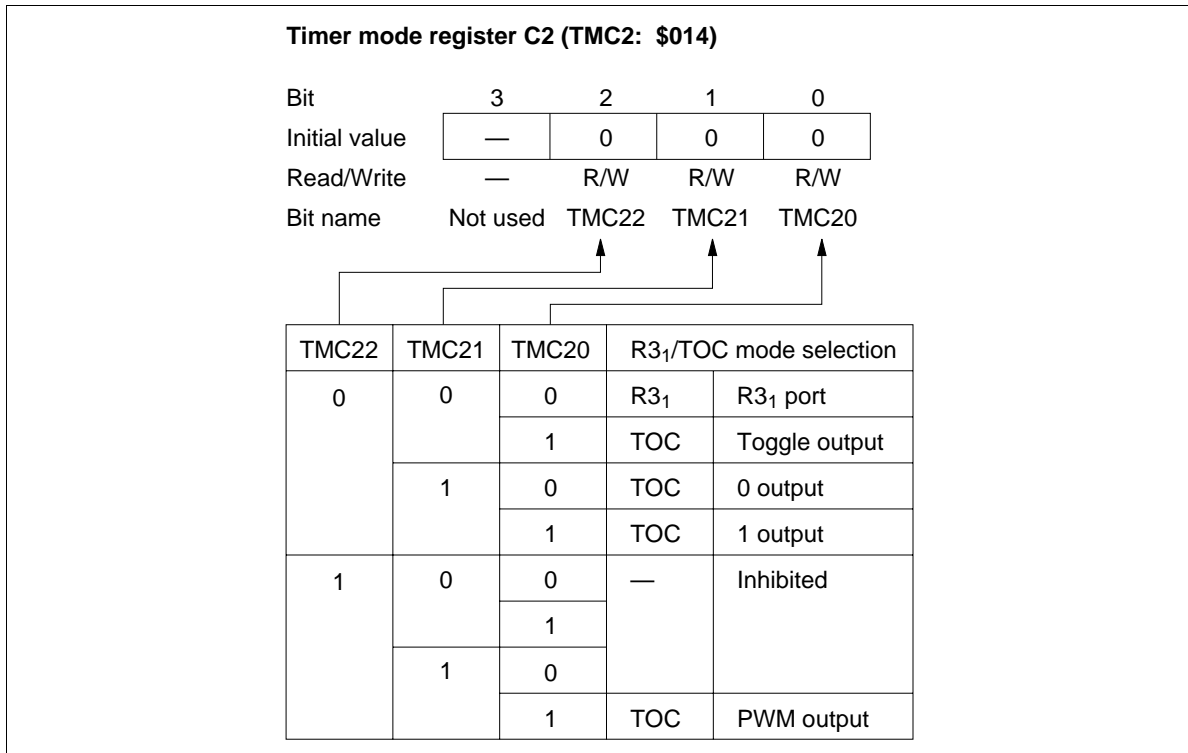 Timer mode register C2 (TMC2: $014)
Bit 3 2 1 0
Initial value — 0 0 0
Read/Write — R/W R/W R/W
Bit name Not used TMC22 TMC21 TMC20
TMC22 TMC21 TMC20 R3₁/TOC mode selection
0 0 0 R3₁ R3₁ port
1 TOC Toggle output
1 0 TOC 0 output
1 TOC 1 output
1 0 0 — Inhibited
1
1 0
1 TOC PWM output